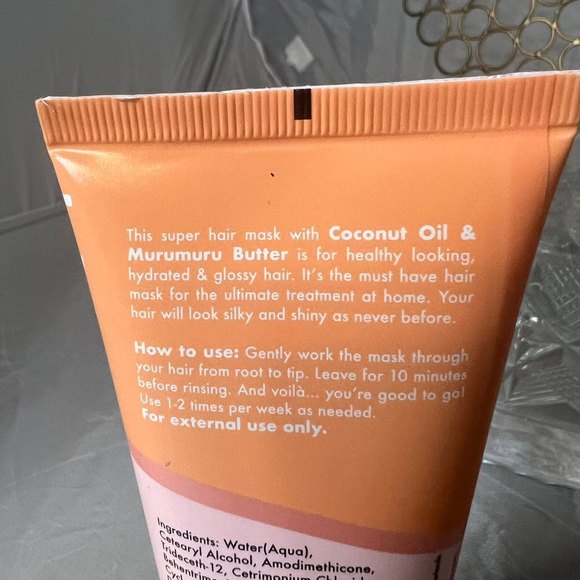 This super hair mask with Coconut Oil &
Murumuru Butter is for healthy looking,
hydrated & glossy hair. It's the must have hair
mask for the ultimate treatment at home. Your
hair will look silky and shiny as never before.
How to use: Gently work the mask through
your hair from root to tip. Leave for 10 minutes
before rinsing. And voilà... you're good to go!
Use 1-2 times per week as needed.
For external use only.
Ingredients: Water(Aqua),
Cetearyl Alcohol, Amodimethicone,
Trideceth-12, Cetrimonium